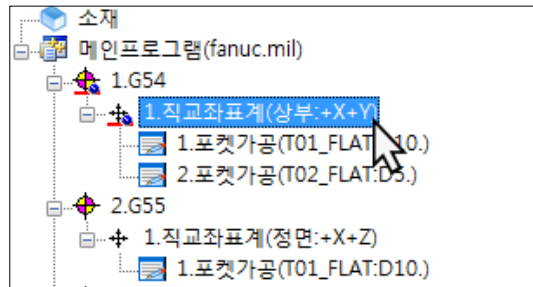 소재
메인프로그램(fanuc.mil)
1.G54
1.직교좌표계(상부:+X+Y)
1.포켓가공(T01_FLAT:D10.)
2.포켓가공(T02_FLAT:D5.)
2.G55
1.직교좌표계(정면:+X+Z)
1.포켓가공(T01_FLAT:D10.)